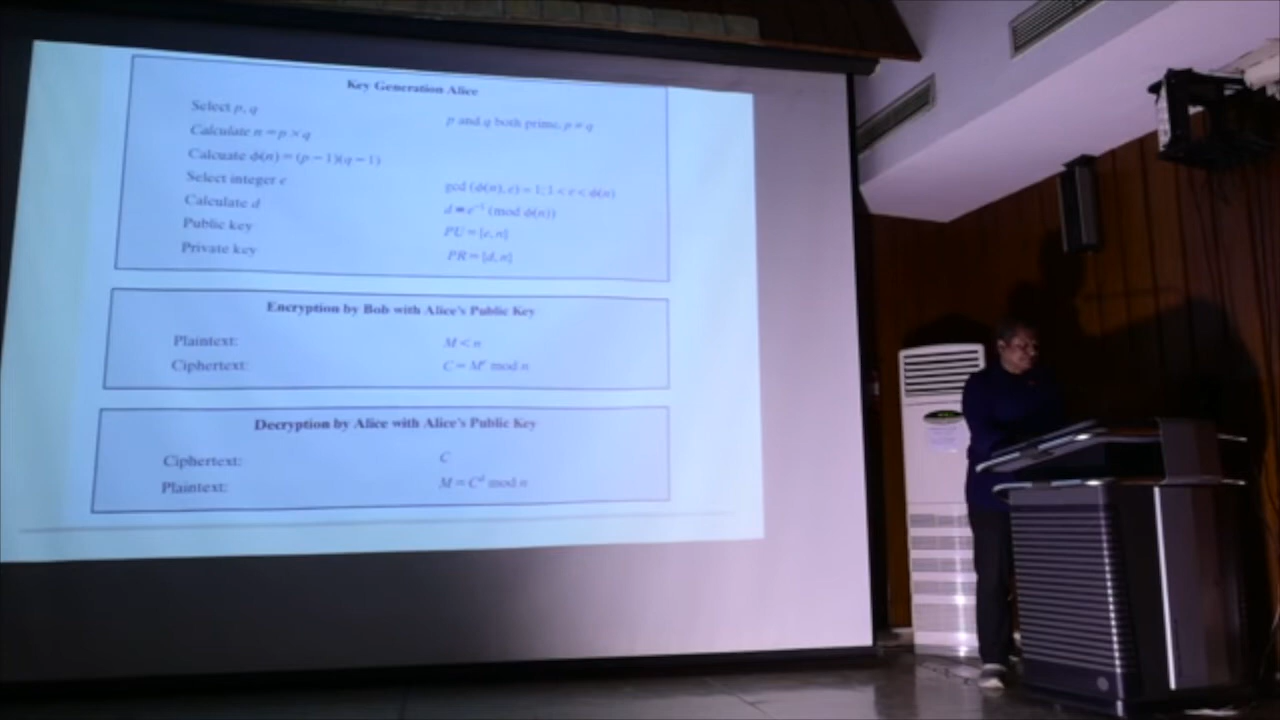 Key Generation Alice
Select p, q p and q both prime, p ≠ q
Calculate n = p × q
Calcuate ϕ(n) = (p − 1)(q − 1)
Select integer e gcd (ϕ(n), e) = 1; 1 < e < ϕ(n)
Calculate d d ≡ e⁻¹ (mod ϕ(n))
Public key PU = {e, n}
Private key PR = {d, n}
Encryption by Bob with Alice's Public Key
Plaintext: M < n
Ciphertext: C = Mᵉ mod n
Decryption by Alice with Alice's Public Key
Ciphertext: C
Plaintext: M = Cᵈ mod n